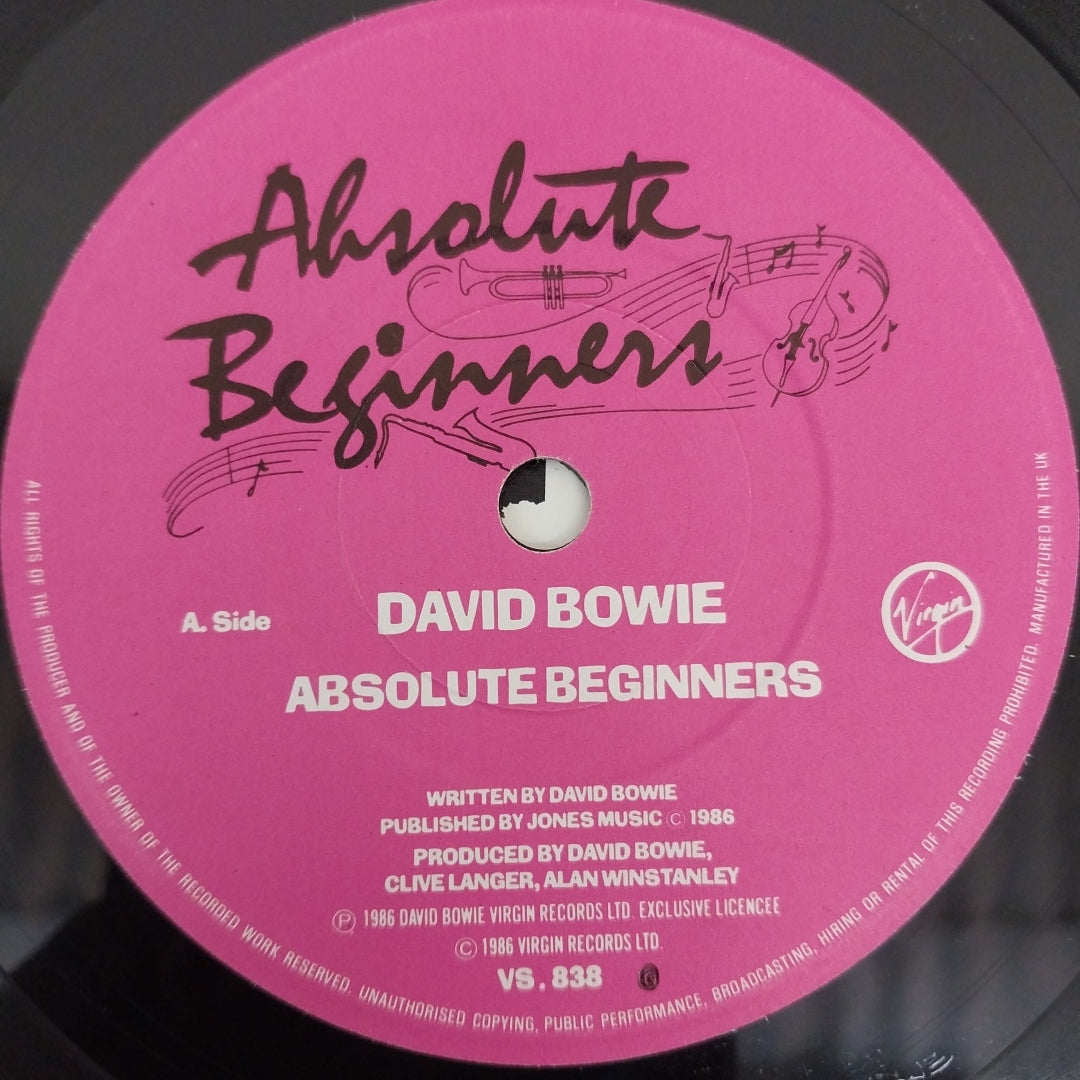 Absolute
Beginners
A. Side
DAVID BOWIE
Virgin
ABSOLUTE BEGINNERS
WRITTEN BY DAVID BOWIE
PUBLISHED BY JONES MUSIC © 1986
PRODUCED BY DAVID BOWIE,
CLIVE LANGER, ALAN WINSTANLEY
℗ 1986 DAVID BOWIE VIRGIN RECORDS LTD. EXCLUSIVE LICENCEE
© 1986 VIRGIN RECORDS LTD.
VS . 838
ALL RIGHTS OF THE PRODUCER AND OF THE OWNER OF THE RECORDED WORK RESERVED. UNAUTHORISED COPYING, PUBLIC PERFORMANCE, BROADCASTING, HIRING OR RENTAL OF THIS RECORDING PROHIBITED. MANUFACTURED IN THE UK